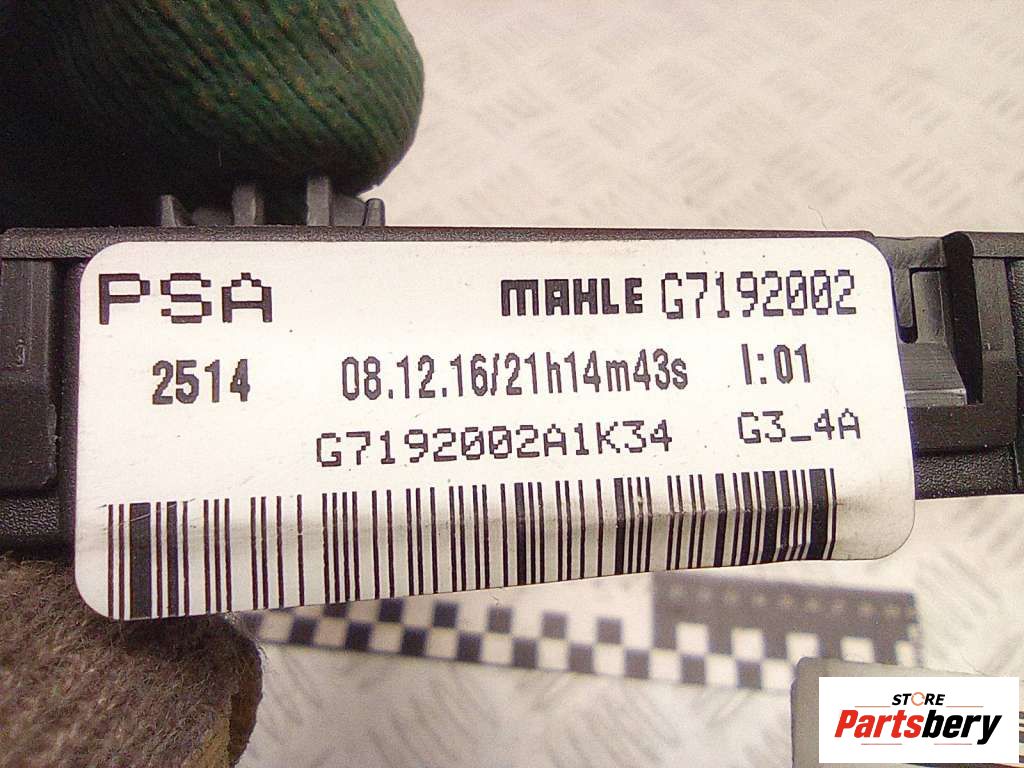 PSA MAHLE G7192002
2514 08.12.16/21h14m43s I:01
G7192002A1K34 G3_4A
STORE
Partsbery